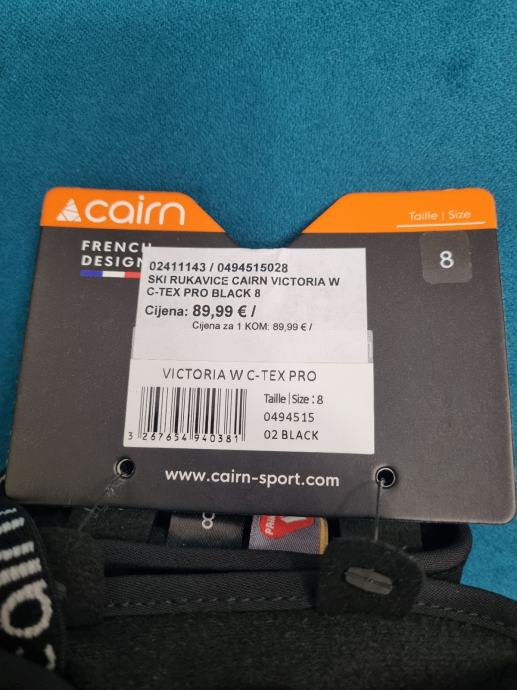 cairn
Taille | Size
FRENCH
DESIGN
8
02411143 / 0494515028
SKI RUKAVICE CAIRN VICTORIA W
C-TEX PRO BLACK 8
Cijena: 89,99 € /
Cijena za 1 KOM: 89,99 € /
VICTORIA W C-TEX PRO
Taille | Size : 8
0494515
02 BLACK
3 267654 940381
www.cairn-sport.com
cairn